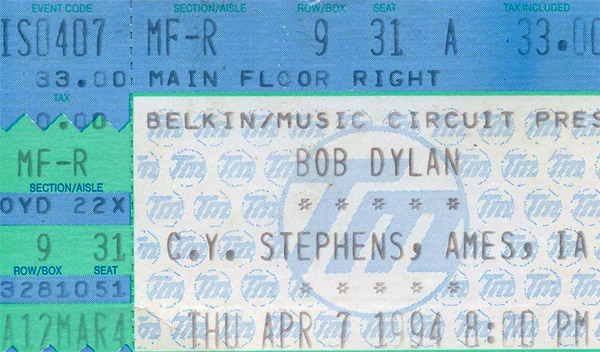 EVENT CODE SECTION/AISLE ROW/BOX SEAT TAX INCLUDED
IS0407 MF-R 9 31 A 33.00
33.00 MAIN FLOOR RIGHT
TAX
0.00 BELKIN/MUSIC CIRCUIT PRES
MF-R BOB DYLAN
SECTION/AISLE
OYD 22X * * * * *
9 31 C.Y. STEPHENS, AMES, IA
ROW/BOX SEAT
3281051 * * * * *
A12MAR4 THU APR 7 1994 8:00 PM
Tm